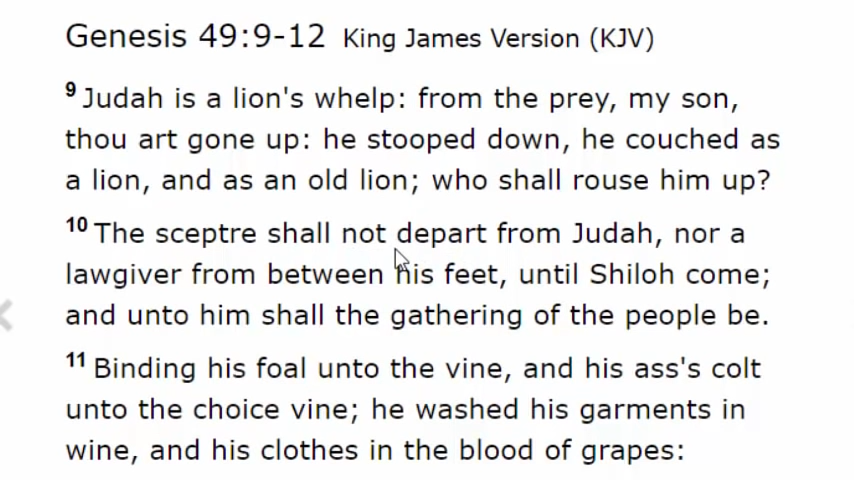 Genesis 49:9-12 King James Version (KJV)
9 Judah is a lion's whelp: from the prey, my son,
thou art gone up: he stooped down, he couched as
a lion, and as an old lion; who shall rouse him up?
10 The sceptre shall not depart from Judah, nor a
lawgiver from between his feet, until Shiloh come;
and unto him shall the gathering of the people be.
11 Binding his foal unto the vine, and his ass's colt
unto the choice vine; he washed his garments in
wine, and his clothes in the blood of grapes: